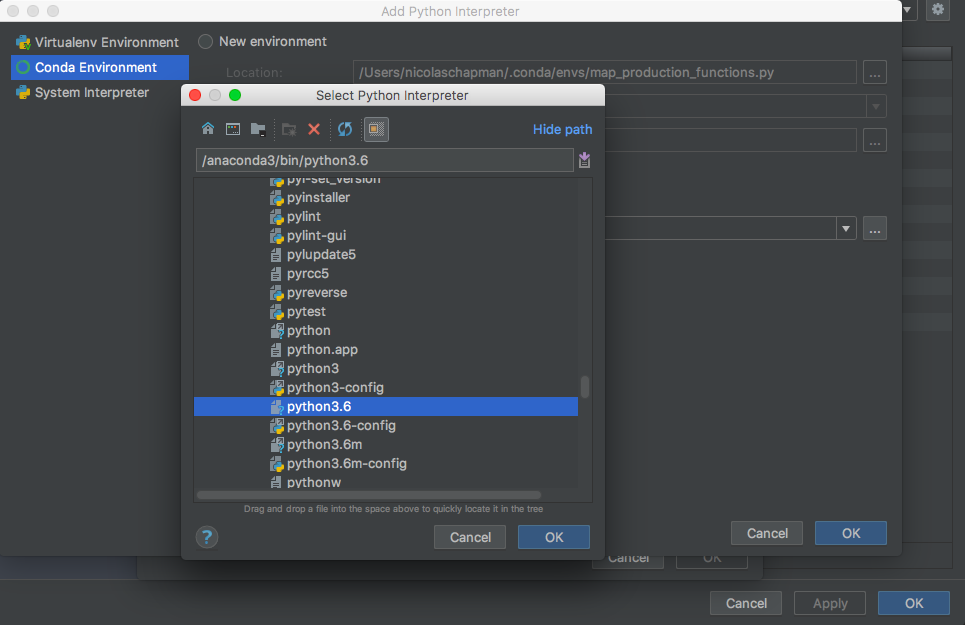 Add Python Interpreter
Virtualenv Environment
New environment
Conda Environment
Location:
/Users/nicolaschapman/.conda/envs/map_production_functions.py
...
System Interpreter
Select Python Interpreter
Hide path
...
/anaconda3/bin/python3.6
pyi-set_version
pyinstaller
pylint
pylint-gui
...
pylupdate5
pyrcc5
pyreverse
pytest
python
python.app
python3
python3-config
python3.6
python3.6-config
python3.6m
python3.6m-config
pythonw
Drag and drop a file into the space above to quickly locate it in the tree
?
Cancel
OK
Cancel
OK
Cancel
OK
Cancel
Apply
OK